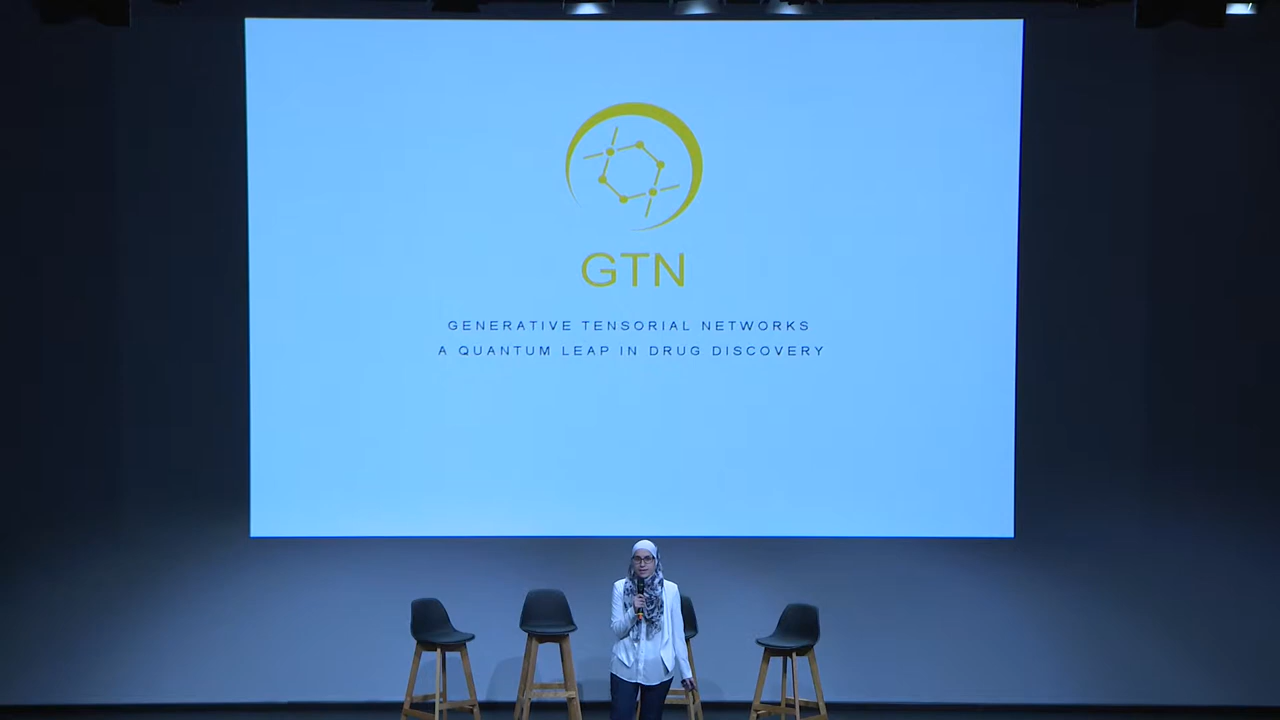 GTN
GENERATIVE TENSORIAL NETWORKS
A QUANTUM LEAP IN DRUG DISCOVERY